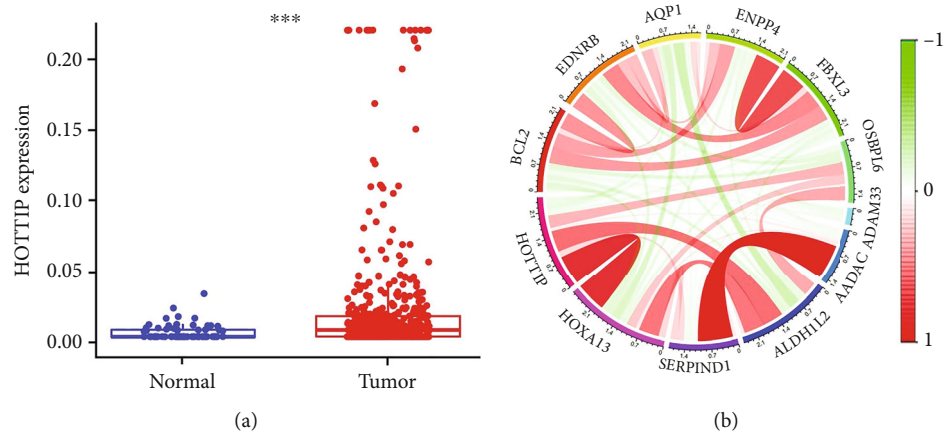 ***
HOTTIP expression
0.20
0.15
0.10
0.05
0.00
Normal
Tumor
(a)
AQP1
ENPP4
FBXL3
OSBPL6
ADAM33
AADAC
ALDH1L2
SERPIND1
HOXA13
HOTTIP
BCL2
EDNRB
−1
0
1
(b)